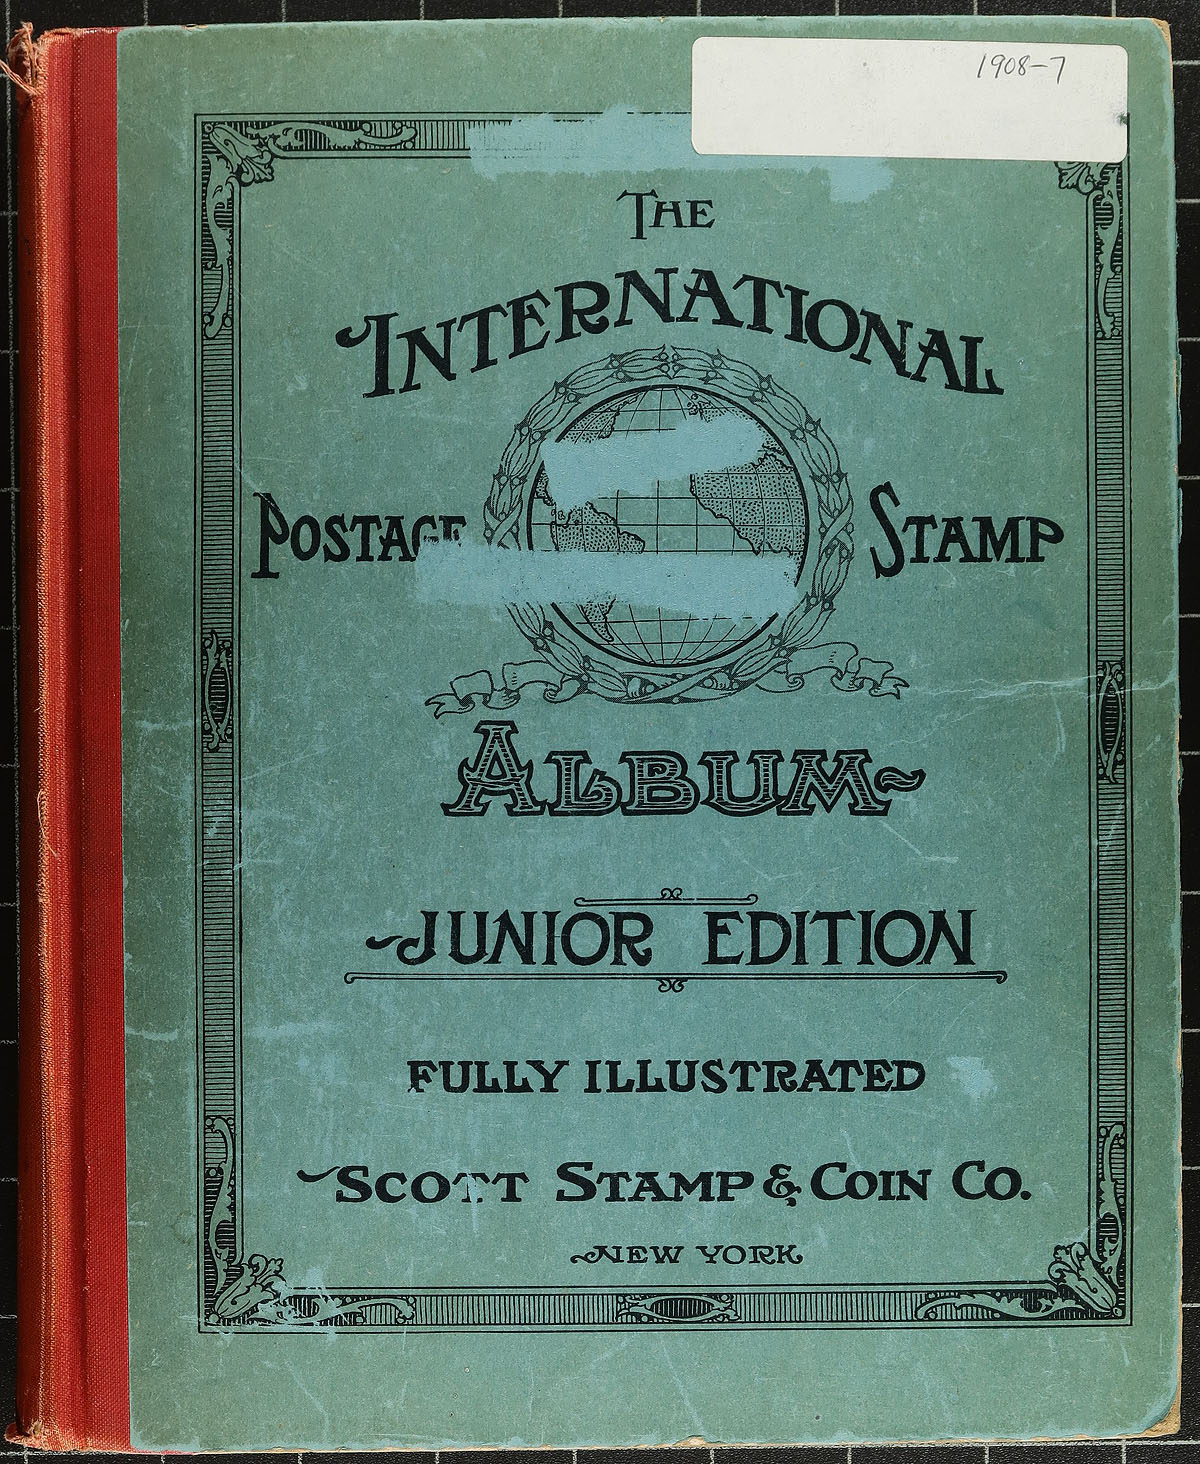 1908-7
THE
INTERNATIONAL
POSTAGE STAMP
ALBUM
JUNIOR EDITION
FULLY ILLUSTRATED
SCOTT STAMP & COIN CO.
NEW YORK